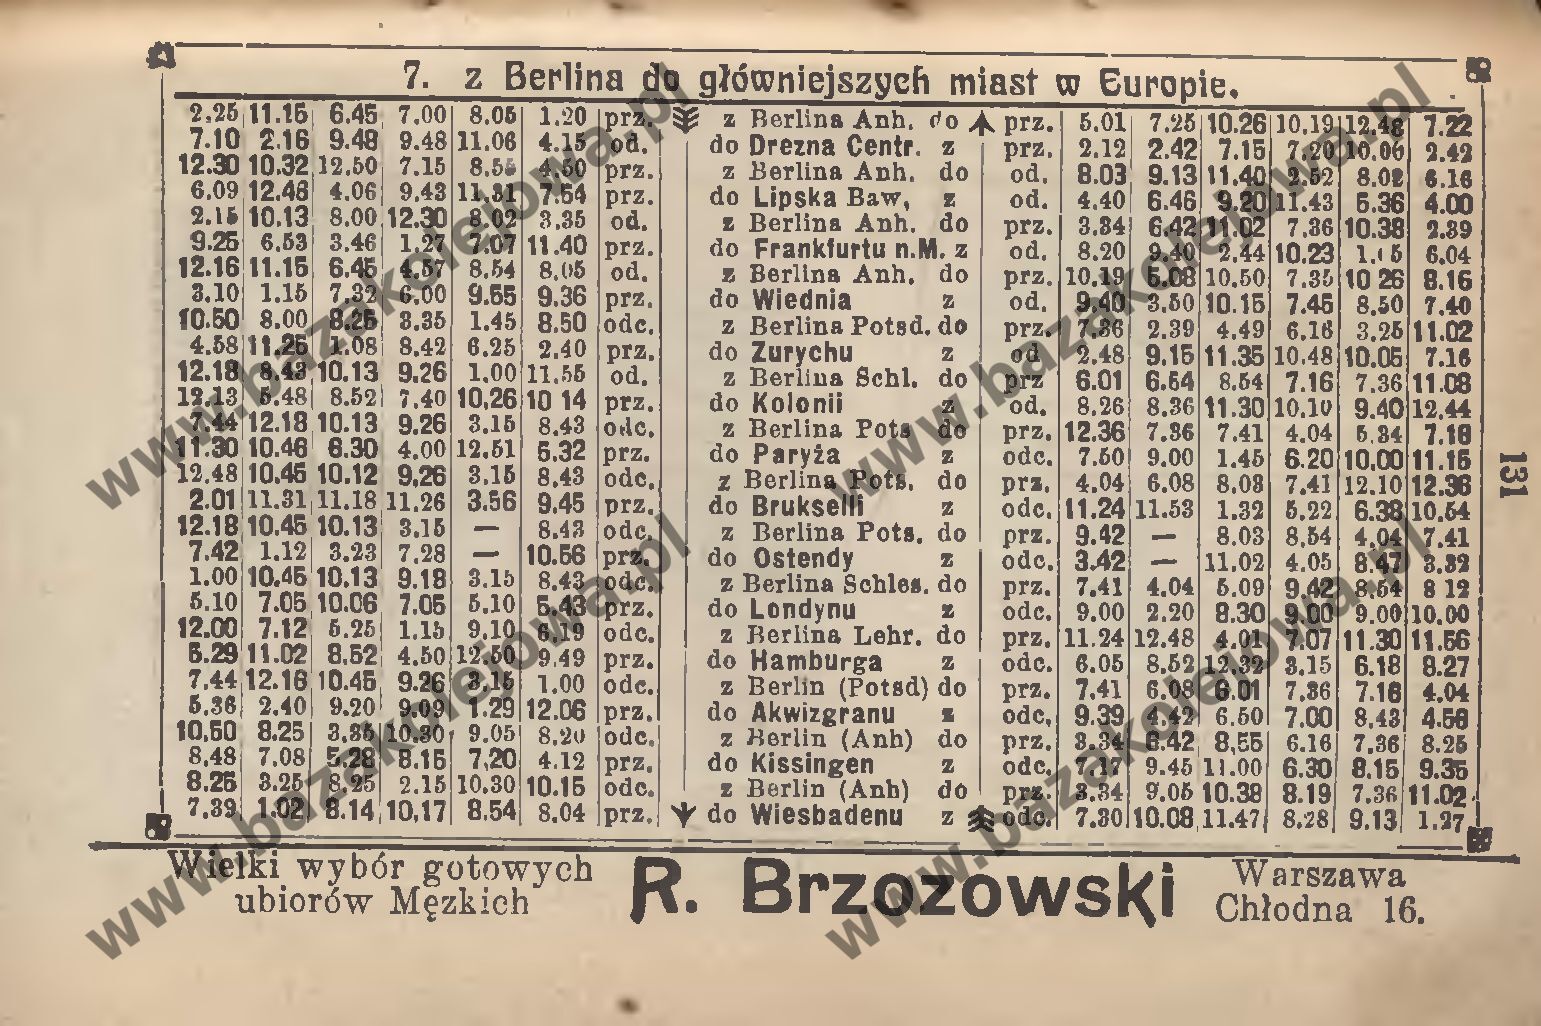 7. z Berlina do główniejszych miast w Europie.
2.25 11.15 6.45 7.00 8.05 1.20 prz. z Berlina Anh. do prz. 5.01 7.25 10.26 10.19 12.48 7.22
7.10 2.16 9.48 9.48 11.06 4.15 od. do Drezna Centr. z prz. 2.12 2.42 7.15 7.20 10.00 2.42
12.30 10.32 12.50 7.15 8.55 4.50 prz. z Berlina Anh. do od. 8.03 9.13 11.40 2.52 8.02 6.16
6.09 12.46 4.06 9.43 11.31 7.54 prz. do Lipska Baw, z od. 4.40 6.46 9.20 11.43 5.36 4.00
2.15 10.13 8.00 12.30 8.02 3.35 od. z Berlina Anh. do prz. 3.34 6.42 11.02 7.36 10.38 2.39
9.25 6.53 3.46 1.27 7.07 11.40 prz. do Frankfurtu n.M. z od. 8.20 9.40 2.44 10.23 6.04
12.16 11.15 6.45 4.57 8.54 8.05 od. z Berlina Anh. do prz. 10.19 5.08 10.50 7.35 10 26 8.16
3.10 1.15 7.32 6.00 9.55 9.36 prz. do Wiednia z od. 9.40 3.50 10.15 7.45 8.50 7.40
10.50 8.00 8.25 3.35 1.45 8.50 odc. z Berlina Potsd. do prz. 7.36 2.39 4.49 6.16 3.25 11.02
4.58 11.25 1.08 8.42 6.25 2.40 prz. do Zurychu z od 2.48 9.15 11.35 10.48 10.05 7.16
12.18 8.43 10.13 9.26 1.00 11.55 od. z Berlina Schl. do prz 6.01 6.54 8.54 7.16 7.36 11.08
12.13 5.48 8.52 7.40 10.26 10 14 prz. do Kolonii z od. 8.26 8.36 11.30 10.10 9.40 12.44
7.44 12.18 10.13 9.26 3.15 8.43 odc. z Berlina Pots do prz. 12.36 7.36 7.41 4.04 5.34 7.16
11.30 10.46 6.30 4.00 12.51 5.32 prz. do Paryża z odc. 7.50 9.00 1.45 6.20 10.00 11.15
12.48 10.45 10.12 9.26 3.15 8.43 odc. z Berlina Pots. do prz. 4.04 6.08 8.03 7.41 12.10 12.36
2.01 11.31 11.18 11.26 3.56 9.45 prz. do Brukselli z odc. 11.24 11.53 1.32 5.22 6.38 10.54
12.18 10.45 10.13 3.15 — 8.43 odc. z Berlina Pots. do prz. 9.42 — 8.03 8.54 4.04 7.41
7.42 1.12 3.23 7.28 — 10.56 prz. do Ostendy z odc. 3.42 — 11.02 4.05 8.47 3.32
1.00 10.45 10.13 9.18 3.15 8.43 odc. z Berlina Schles. do prz. 7.41 4.04 5.09 9.42 8.54 8 12
5.10 7.05 10.06 7.05 5.10 5.43 prz. do Londynu z odc. 9.00 2.20 8.30 9.00 9.00 10.00
12.00 7.12 5.25 1.15 9.10 6.19 odc. z Berlina Lehr. do prz. 11.24 12.48 4.01 7.07 11.30 11.56
5.29 11.02 8.52 4.50 12.50 9.49 prz. do Hamburga z odc. 6.05 8.52 12.32 3.15 6.18 8.27
7.44 12.18 10.45 9.26 3.15 1.00 odc. z Berlin (Potsd) do prz. 7.41 6.08 6.01 7.36 7.16 4.04
5.36 2.40 9.20 9.09 1.29 12.06 prz. do Akwizgranu z odc, 9.39 4.42 6.50 7.00 8.43 4.56
10.50 8.25 3.35 10.30 9.05 8.20 odc. z Berlin (Anh) do prz. 3.34 6.42 8,55 6.16 7.36 8.25
8,48 7.08 5.28 8.15 7,20 4.12 prz. do Kissingen z odc. 7.17 9.45 11.00 6.30 8.15 9.35
8.25 3.25 8.25 2.15 10.30 10.15 odc. z Berlin (Anh) do prz. 3.34 9.05 10.38 8.19 7.36 11.02
7.39 1.02 8.14 10,17 8.54 8.04 prz. do Wiesbadenu z odc. 7.30 10.08 11.47 8.28 9.13 1.27
131
Wielki wybór gotowych
ubiorów Męzkich
R. Brzozowski
Warszawa
Chłodna 16.
www.bazakolejowa.pl
www.bazakolejowa.pl
www.bazakolejowa.pl
www.bazakolejowa.pl